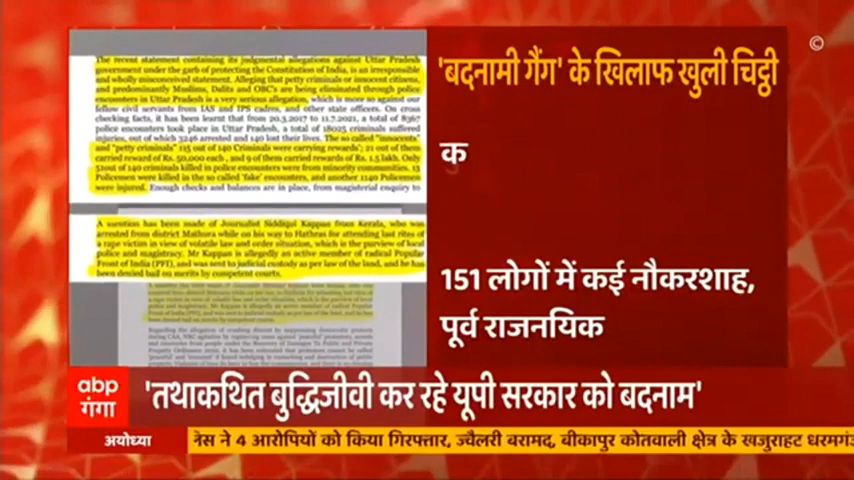 The recent statement containing its judgmental allegations against Uttar Pradesh
government under the garb of protecting the Constitution of India, is an irresponsible
and wholly misconceived statement. Alleging that petty criminals or innocent citizens,
and predominantly Muslims, Dalits and OBC's are being eliminated through police
encounters in Uttar Pradesh is a very serious allegation, which is more so against our
fellow civil servants from IAS and IPS cadres, and other state officers. On cross
checking facts, it has been learnt that from 20.3.2017 to 11.7.2021, a total of 8367
police encounters took place in Uttar Pradesh, a total of 18025 criminals suffered
injuries, out of which 3246 arrested and 140 lost their lives. The so called "innocents"
and "petty criminals" 115 out of 140 Criminals were carrying rewards'; 21 out of them
carried reward of Rs. 50,000 each , and 9 of them carried rewards of Rs. 1.5 lakh. Only
51out of 140 criminals killed in police encounters were from minority communities. 13
Policemen were killed in the so called 'fake' encounters, and another 1140 Policemen
were injured. Enough checks and balances are in place, from magisterial enquiry to
A mention has been made of Journalist Siddiqui Kappan from Kerala, who was
arrested from district Mathura while on his way to Hathras for attending last rites of
a rape victim in view of volatile law and order situation, which is the purview of local
police and magistracy. Mr Kappan is allegedly an active member of radical Popular
Front of India (PFI), and was sent to judicial custody as per law of the land, and he has
been denied bail on merits by competent courts.
'बदनामी गैंग' के खिलाफ खुली चिट्ठी
क
151 लोगों में कई नौकरशाह,
पूर्व राजनयिक
abp
गंगा
'तथाकथित बुद्धिजीवी कर रहे यूपी सरकार को बदनाम'
अयोध्या
ने 4 आरोपियों को किया गिरफ्तार, ज्वैलरी बरामद, बीकापुर कोतवाली क्षेत्र के खजुराहट
©